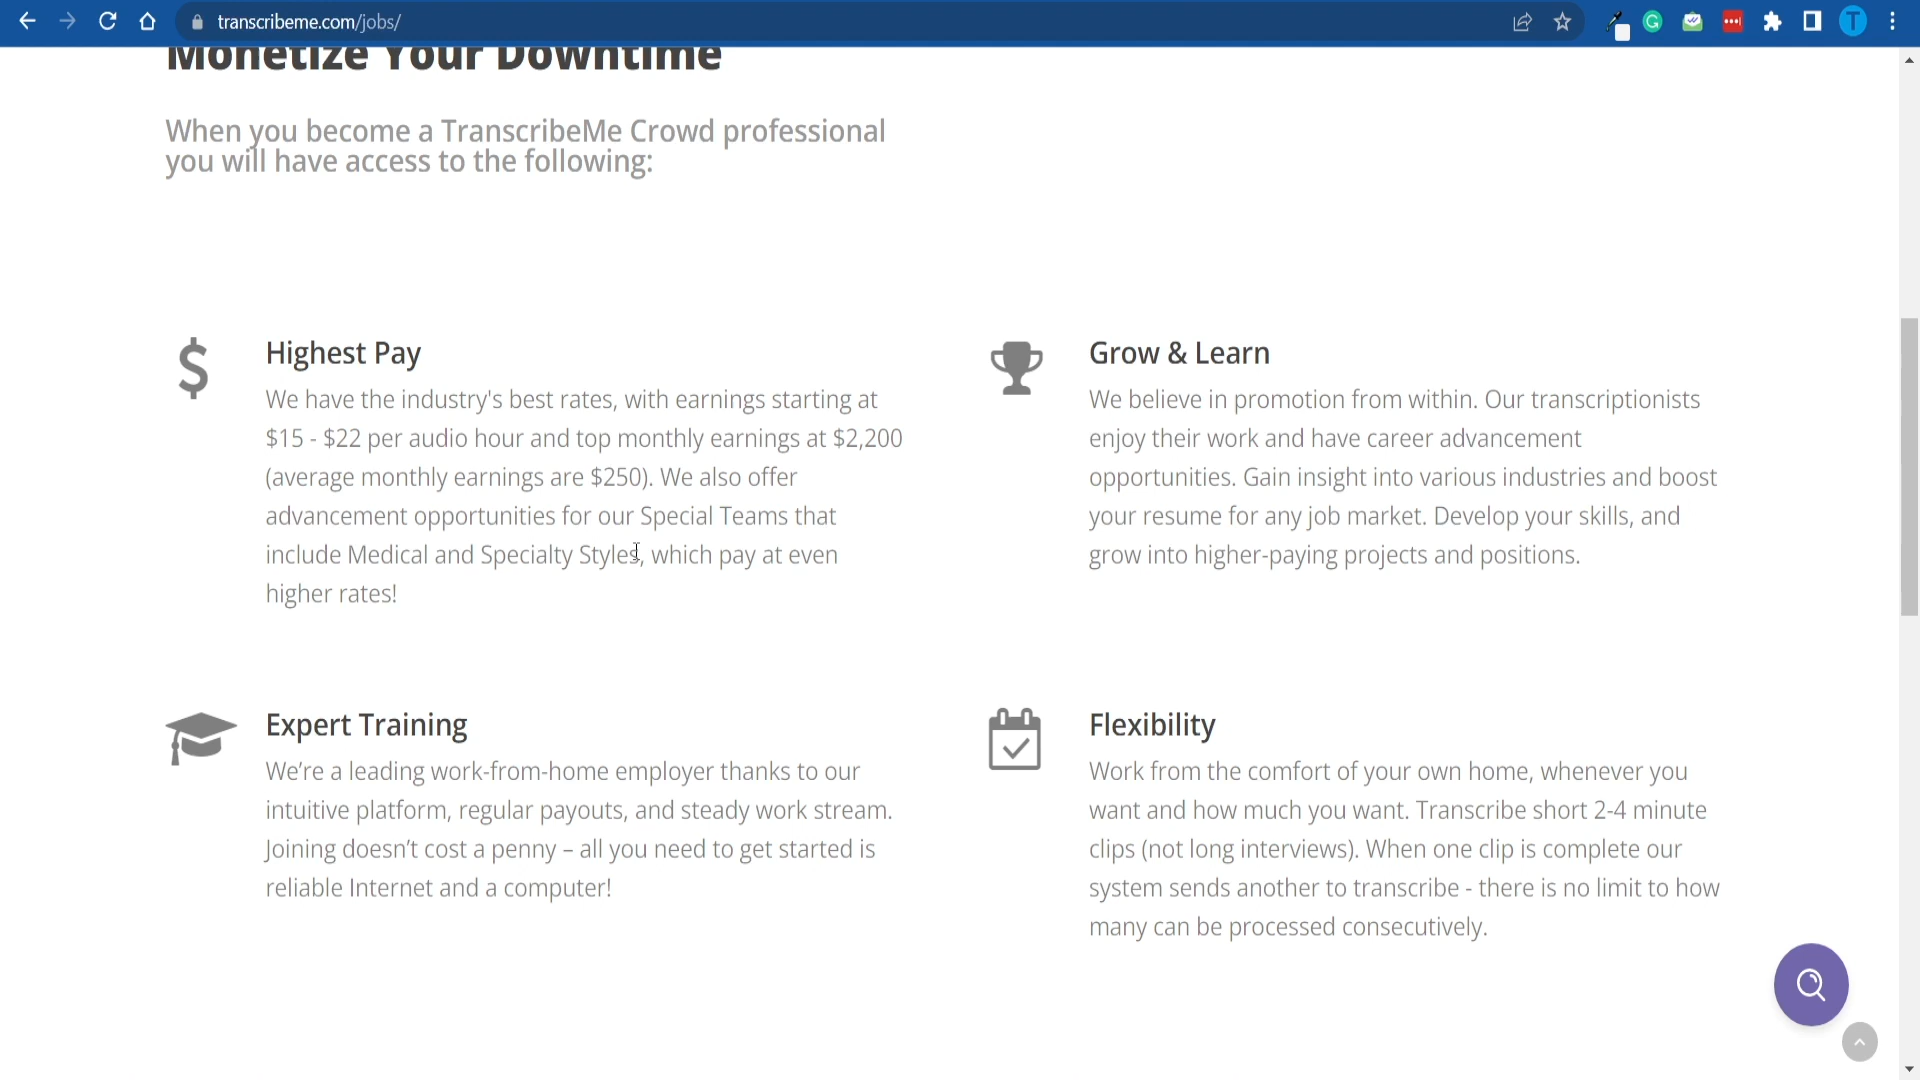 transcribeme.com/jobs/
T
Monetize Your Downtime
When you become a TranscribeMe Crowd professional
you will have access to the following:
Highest Pay
We have the industry's best rates, with earnings starting at
$15 - $22 per audio hour and top monthly earnings at $2,200
(average monthly earnings are $250). We also offer
advancement opportunities for our Special Teams that
include Medical and Specialty Styles, which pay at even
higher rates!
Grow & Learn
We believe in promotion from within. Our transcriptionists
enjoy their work and have career advancement
opportunities. Gain insight into various industries and boost
your resume for any job market. Develop your skills, and
grow into higher-paying projects and positions.
Expert Training
We’re a leading work-from-home employer thanks to our
intuitive platform, regular payouts, and steady work stream.
Joining doesn’t cost a penny – all you need to get started is
reliable Internet and a computer!
Flexibility
Work from the comfort of your own home, whenever you
want and how much you want. Transcribe short 2-4 minute
clips (not long interviews). When one clip is complete our
system sends another to transcribe - there is no limit to how
many can be processed consecutively.